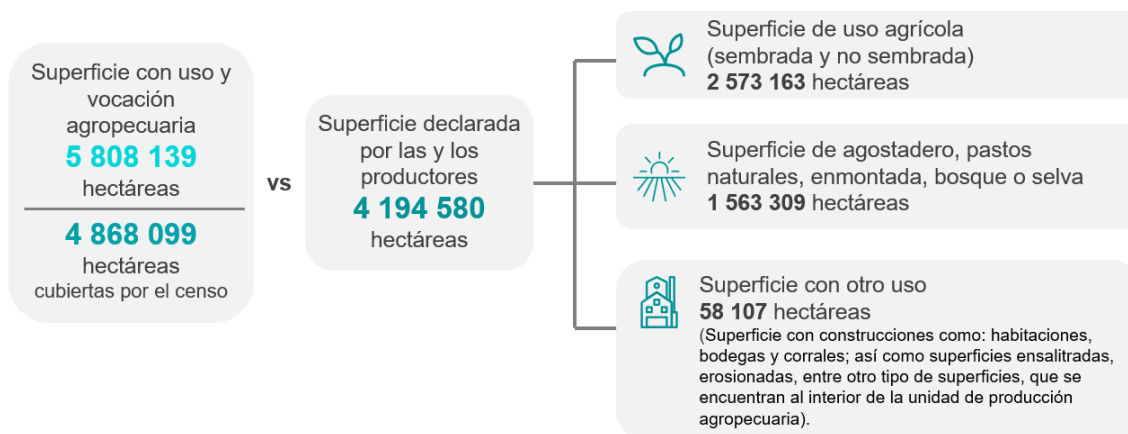 Superficie con uso y
vocación
agropecuaria
5 808 139
hectáreas
4 868 099
hectáreas
cubiertas por el censo
vs
Superficie declarada
por las y los
productores
4 194 580
hectáreas
Superficie de uso agrícola
(sembrada y no sembrada)
2 573 163 hectáreas
Superficie de agostadero, pastos
naturales, enmontada, bosque o selva
1 563 309 hectáreas
Superficie con otro uso
58 107 hectáreas
(Superficie con construcciones como: habitaciones,
bodegas y corrales; así como superficies ensalitradas,
erosionadas, entre otro tipo de superficies, que se
encuentran al interior de la unidad de producción
agropecuaria).